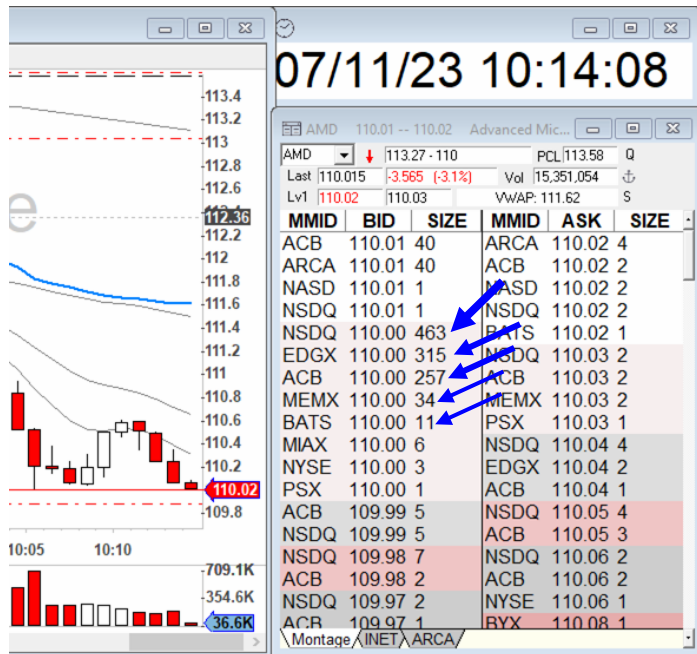 07/11/23 10:14:08
113.4
113.2
113
112.8
112.6
112.36
112.2
112
111.8
111.6
111.4
111.2
111
110.8
110.6
110.4
110.2
110.02
109.8
10:05 10:10
709.1K
354.6K
36.6K
e
AMD 110.01 -- 110.02 Advanced Mic...
AMD 113.27 - 110 PCL 113.58 Q
Last 110.015 -3.565 (-3.1%) Vol 15,351,054
Lv1 110.02 110.03 VWAP: 111.62 S
MMID BID SIZE MMID ASK SIZE
ACB 110.01 40 ARCA 110.02 4
ARCA 110.01 40 ACB 110.02 2
NASD 110.01 1 NASD 110.02 2
NSDQ 110.01 1 NSDQ 110.02 2
NSDQ 110.00 463 BATS 110.02 1
EDGX 110.00 315 NSDQ 110.03 2
ACB 110.00 257 ACB 110.03 2
MEMX 110.00 34 MEMX 110.03 2
BATS 110.00 11 PSX 110.03 1
MIAX 110.00 6 NSDQ 110.04 4
NYSE 110.00 3 EDGX 110.04 2
PSX 110.00 1 ACB 110.04 1
ACB 109.99 5 NSDQ 110.05 4
NSDQ 109.99 5 ACB 110.05 3
NSDQ 109.98 7 NSDQ 110.06 2
ACB 109.98 2 ACB 110.06 2
NSDQ 109.97 2 NYSE 110.06 1
ACB 109.97 1 BYX 110.08 1
Montage INET ARCA